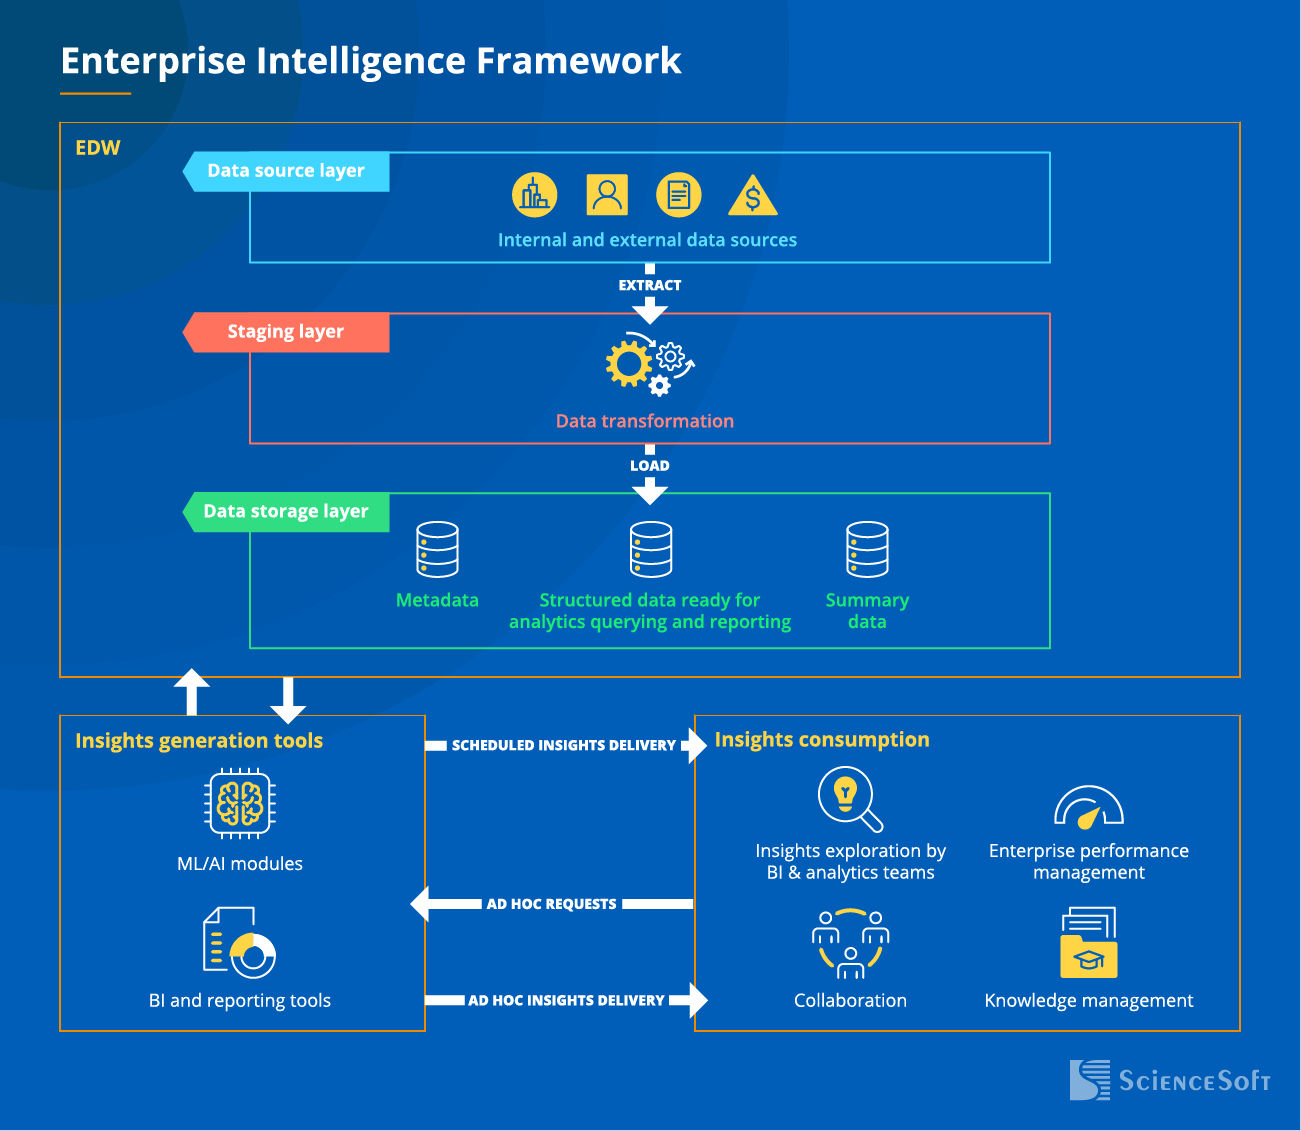 Enterprise Intelligence Framework
EDW
Data source layer
Internal and external data sources
EXTRACT
Staging layer
Data transformation
LOAD
Data storage layer
Metadata
Structured data ready for
analytics querying and reporting
Summary
data
Insights generation tools
ML/AI modules
BI and reporting tools
SCHEDULED INSIGHTS DELIVERY
AD HOC REQUESTS
AD HOC INSIGHTS DELIVERY
Insights consumption
Insights exploration by
BI & analytics teams
Enterprise performance
management
Collaboration
Knowledge management
ScienceSoft